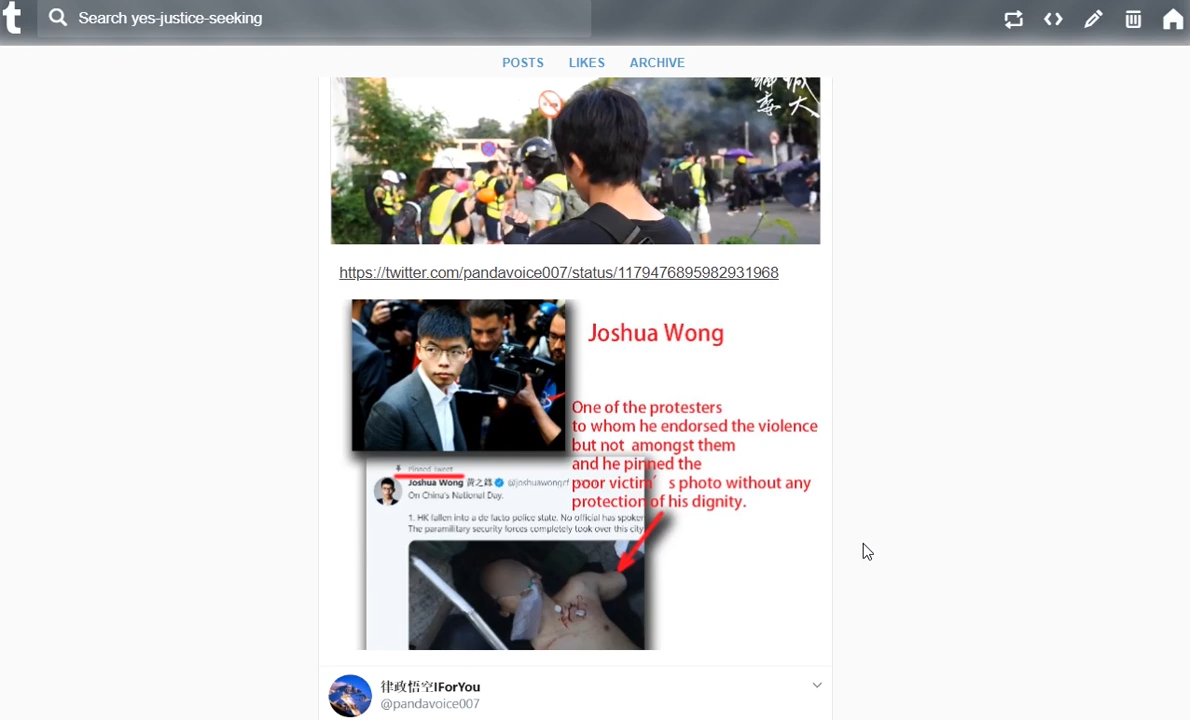 t
Search yes-justice-seeking
POSTS LIKES ARCHIVE
https://twitter.com/pandavoice007/status/1179476895982931968
Joshua Wong
One of the protesters
to whom he endorsed the violence
but not amongst them
and he pinned the
poor victim's photo without any
protection of his dignity.
Pinned Tweet
Joshua Wong 黃之鋒 @joshuawongcf
On China's National Day.
1. HK fallen into a de facto police state. No official has spoken
The paramilitary security forces completely took over this city
律政悟空IForYou
@pandavoice007